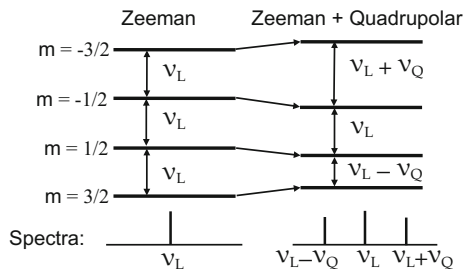 Zeeman Zeeman + Quadrupolar
m = -3/2
ν_L ν_L + ν_Q
m = -1/2
ν_L ν_L
m = 1/2
ν_L ν_L – ν_Q
m = 3/2
Spectra:
ν_L ν_L–ν_Q ν_L ν_L+ν_Q